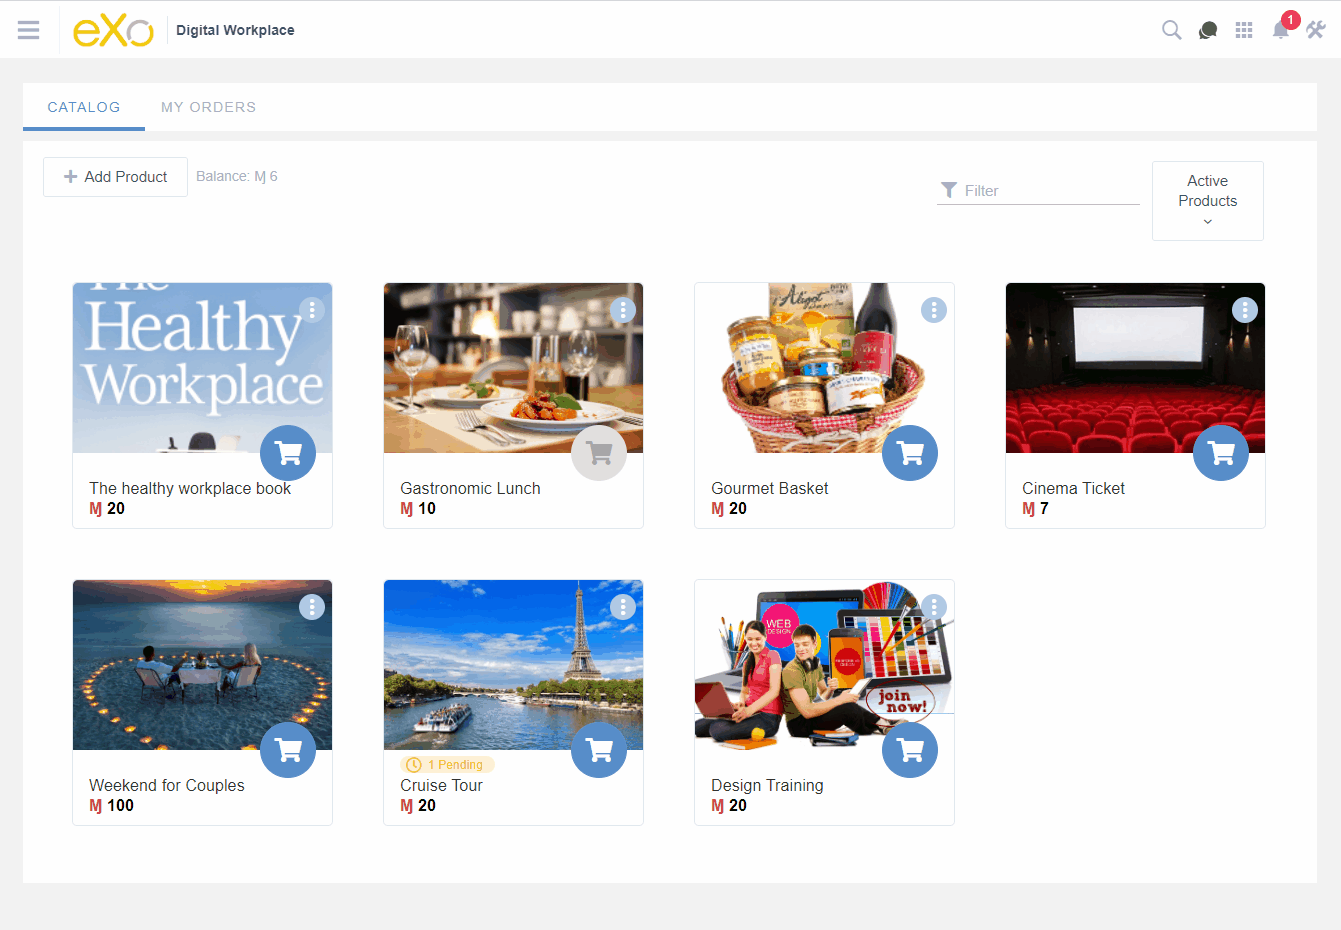 eXo
Digital Workplace
1
CATALOG
MY ORDERS
Add Product
Balance: Ɱ 6
Filter
Active
Products
The
Healthy
Workplace
The healthy workplace book
Ɱ 20
Gastronomic Lunch
Ɱ 10
Aligot
Gourmet Basket
Ɱ 20
Cinema Ticket
Ɱ 7
Weekend for Couples
Ɱ 100
1 Pending
Cruise Tour
Ɱ 20
WEB
DESIGN
join
now!
Design Training
Ɱ 20